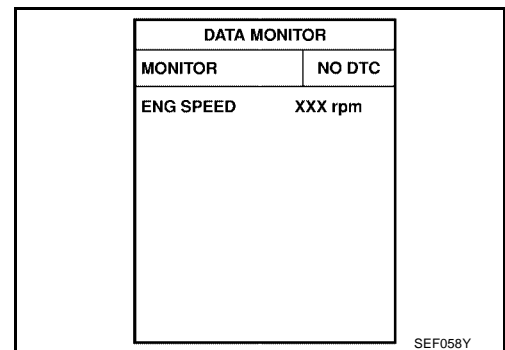 DATA MONITOR
MONITOR NO DTC
ENG SPEED XXX rpm
SEF058Y